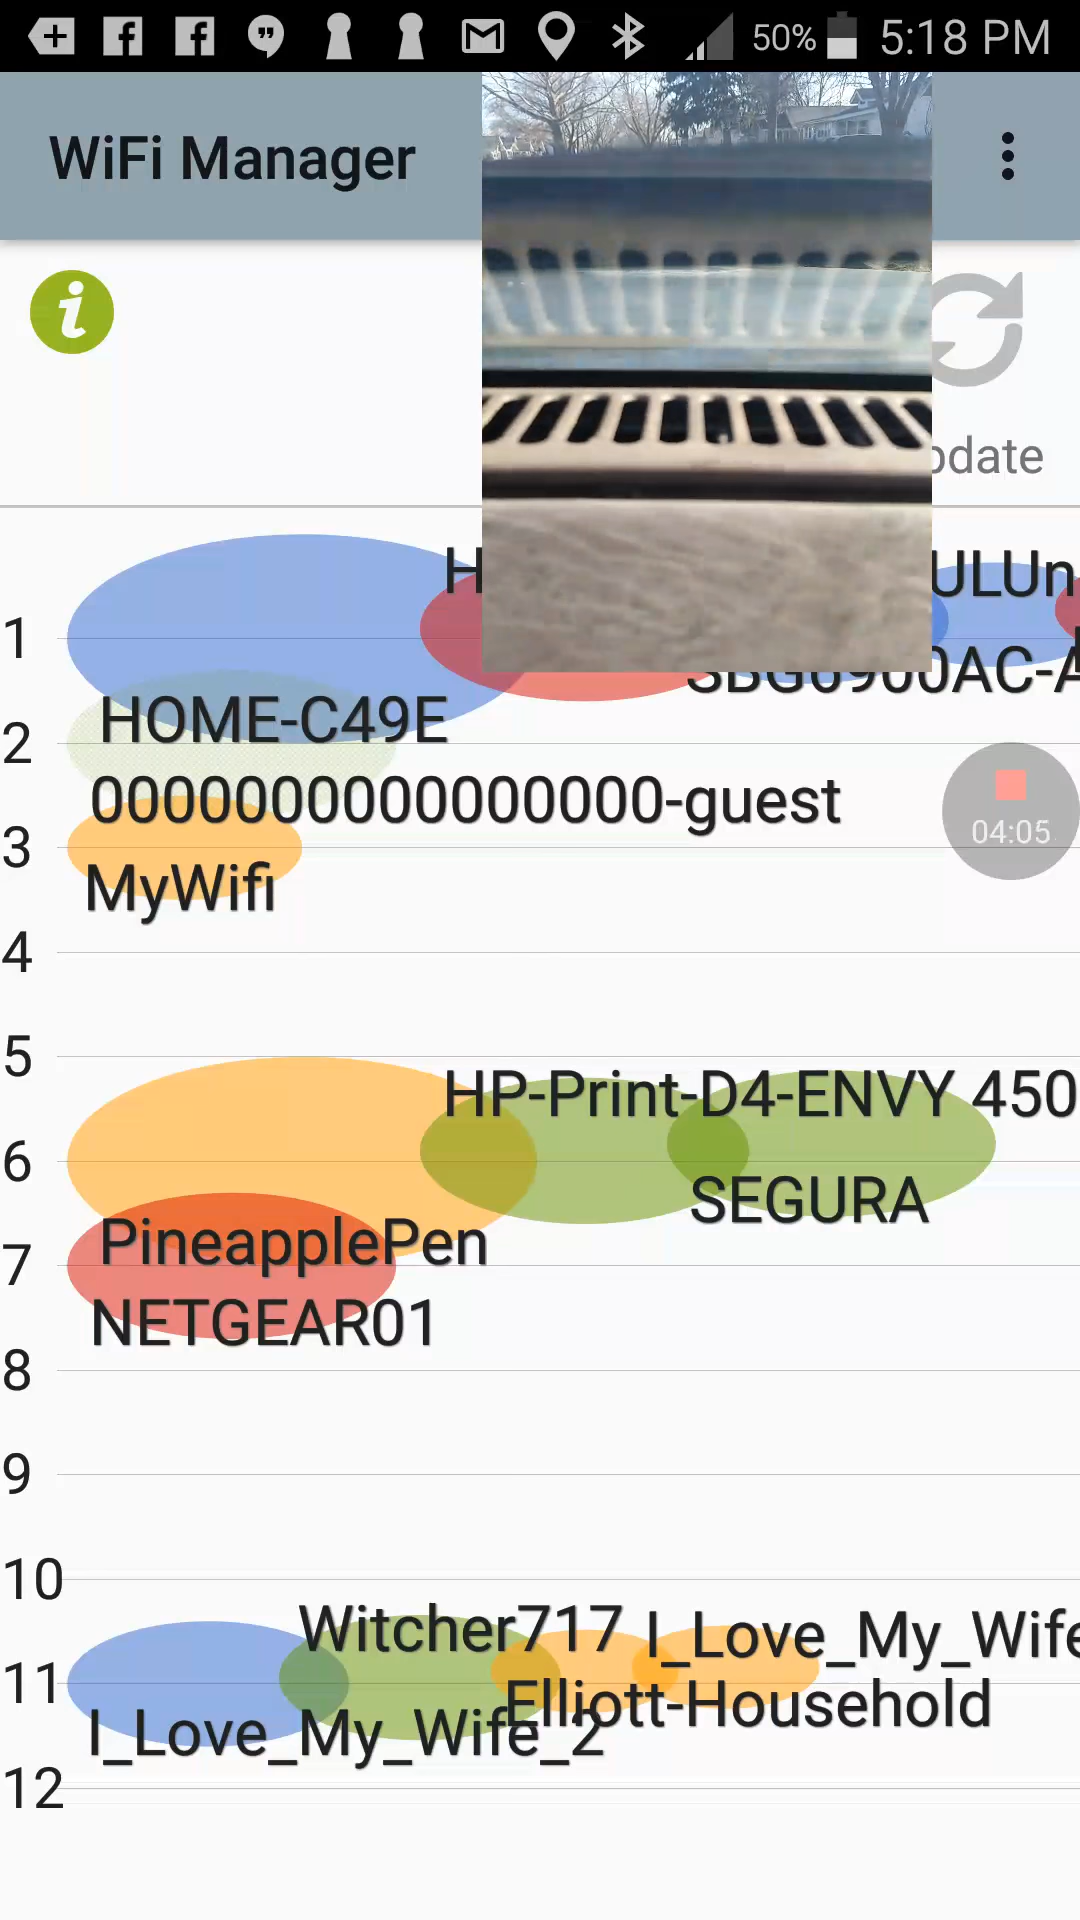 50% 5:18 PM
WiFi Manager
date
1
2
HOME-C49E
0000000000000000-guest
04:05
3
MyWifi
4
5
HP-Print-D4-ENVY 450
6
SEGURA
PineapplePen
7
NETGEAR01
8
9
10
Witcher717 I_Love_My_Wife
11
Elliott-Household
I_Love_My_Wife_2
12